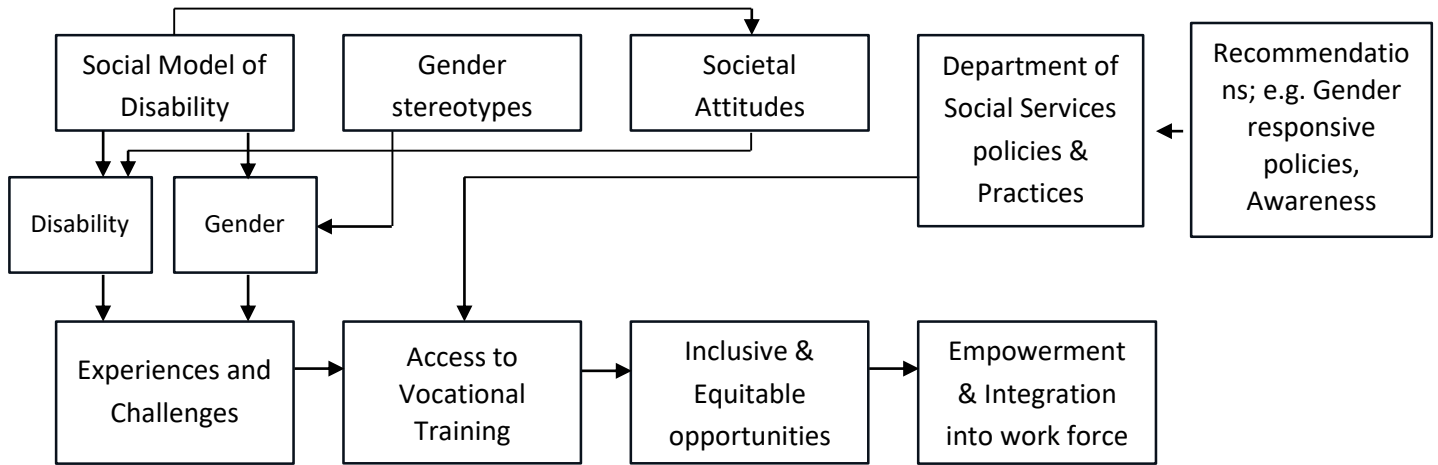 Social Model of
Disability
Gender
stereotypes
Societal
Attitudes
Department of
Social Services
policies &
Practices
Recommendatio
ns; e.g. Gender
responsive
policies,
Awareness
Disability
Gender
Experiences and
Challenges
Access to
Vocational
Training
Inclusive &
Equitable
opportunities
Empowerment
& Integration
into work force